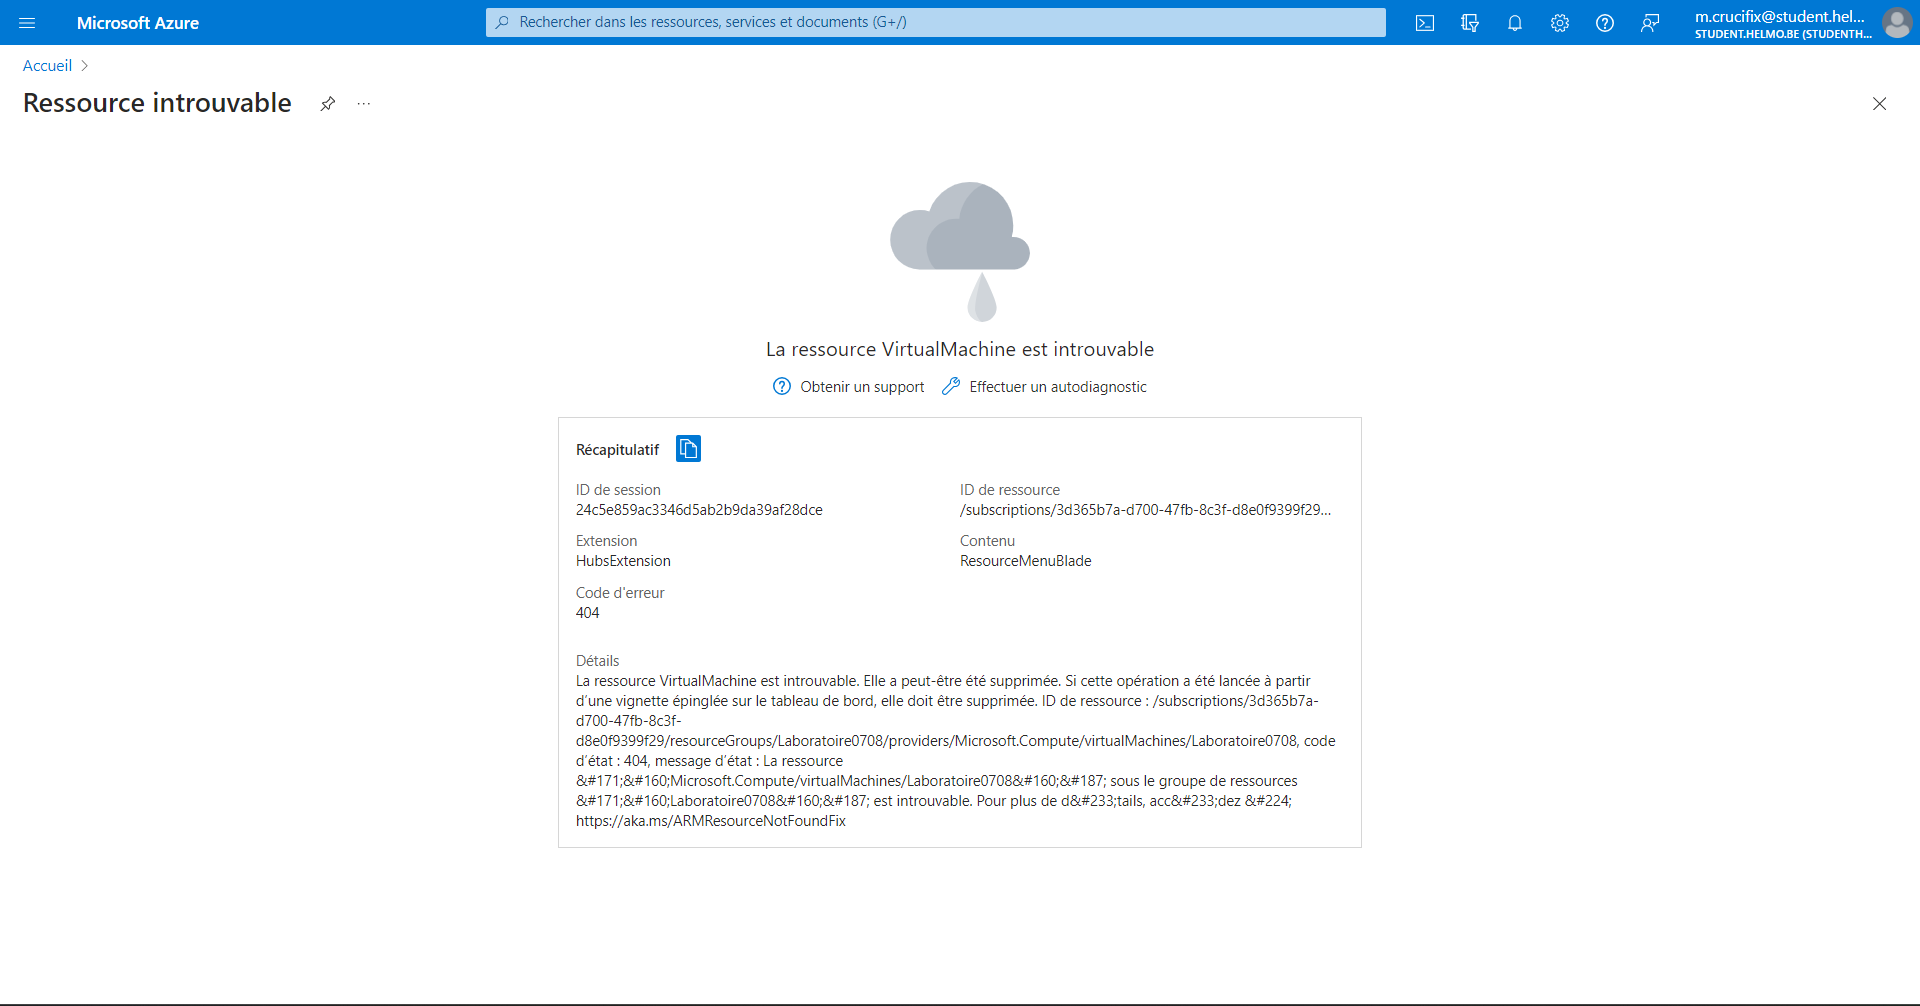 Microsoft Azure
Rechercher dans les ressources, services et documents (G+/)
m.crucifix@student.hel...
STUDENT.HELMO.BE (STUDENTH...
Accueil
Ressource introuvable
La ressource VirtualMachine est introuvable
Obtenir un support
Effectuer un autodiagnostic
Récapitulatif
ID de session
24c5e859ac3346d5ab2b9da39af28dce
ID de ressource
/subscriptions/3d365b7a-d700-47fb-8c3f-d8e0f9399f29...
Extension
HubsExtension
Contenu
ResourceMenuBlade
Code d'erreur
404
Détails
La ressource VirtualMachine est introuvable. Elle a peut-être été supprimée. Si cette opération a été lancée à partir
d’une vignette épinglée sur le tableau de bord, elle doit être supprimée. ID de ressource : /subscriptions/3d365b7a-
d700-47fb-8c3f-
d8e0f9399f29/resourceGroups/Laboratoire0708/providers/Microsoft.Compute/virtualMachines/Laboratoire0708, code
d’état : 404, message d’état : La ressource
&#171;&#160;Microsoft.Compute/virtualMachines/Laboratoire0708&#160;&#187; sous le groupe de ressources
&#171;&#160;Laboratoire0708&#160;&#187; est introuvable. Pour plus de d&#233;tails, acc&#233;dez &#224;
https://aka.ms/ARMResourceNotFoundFix